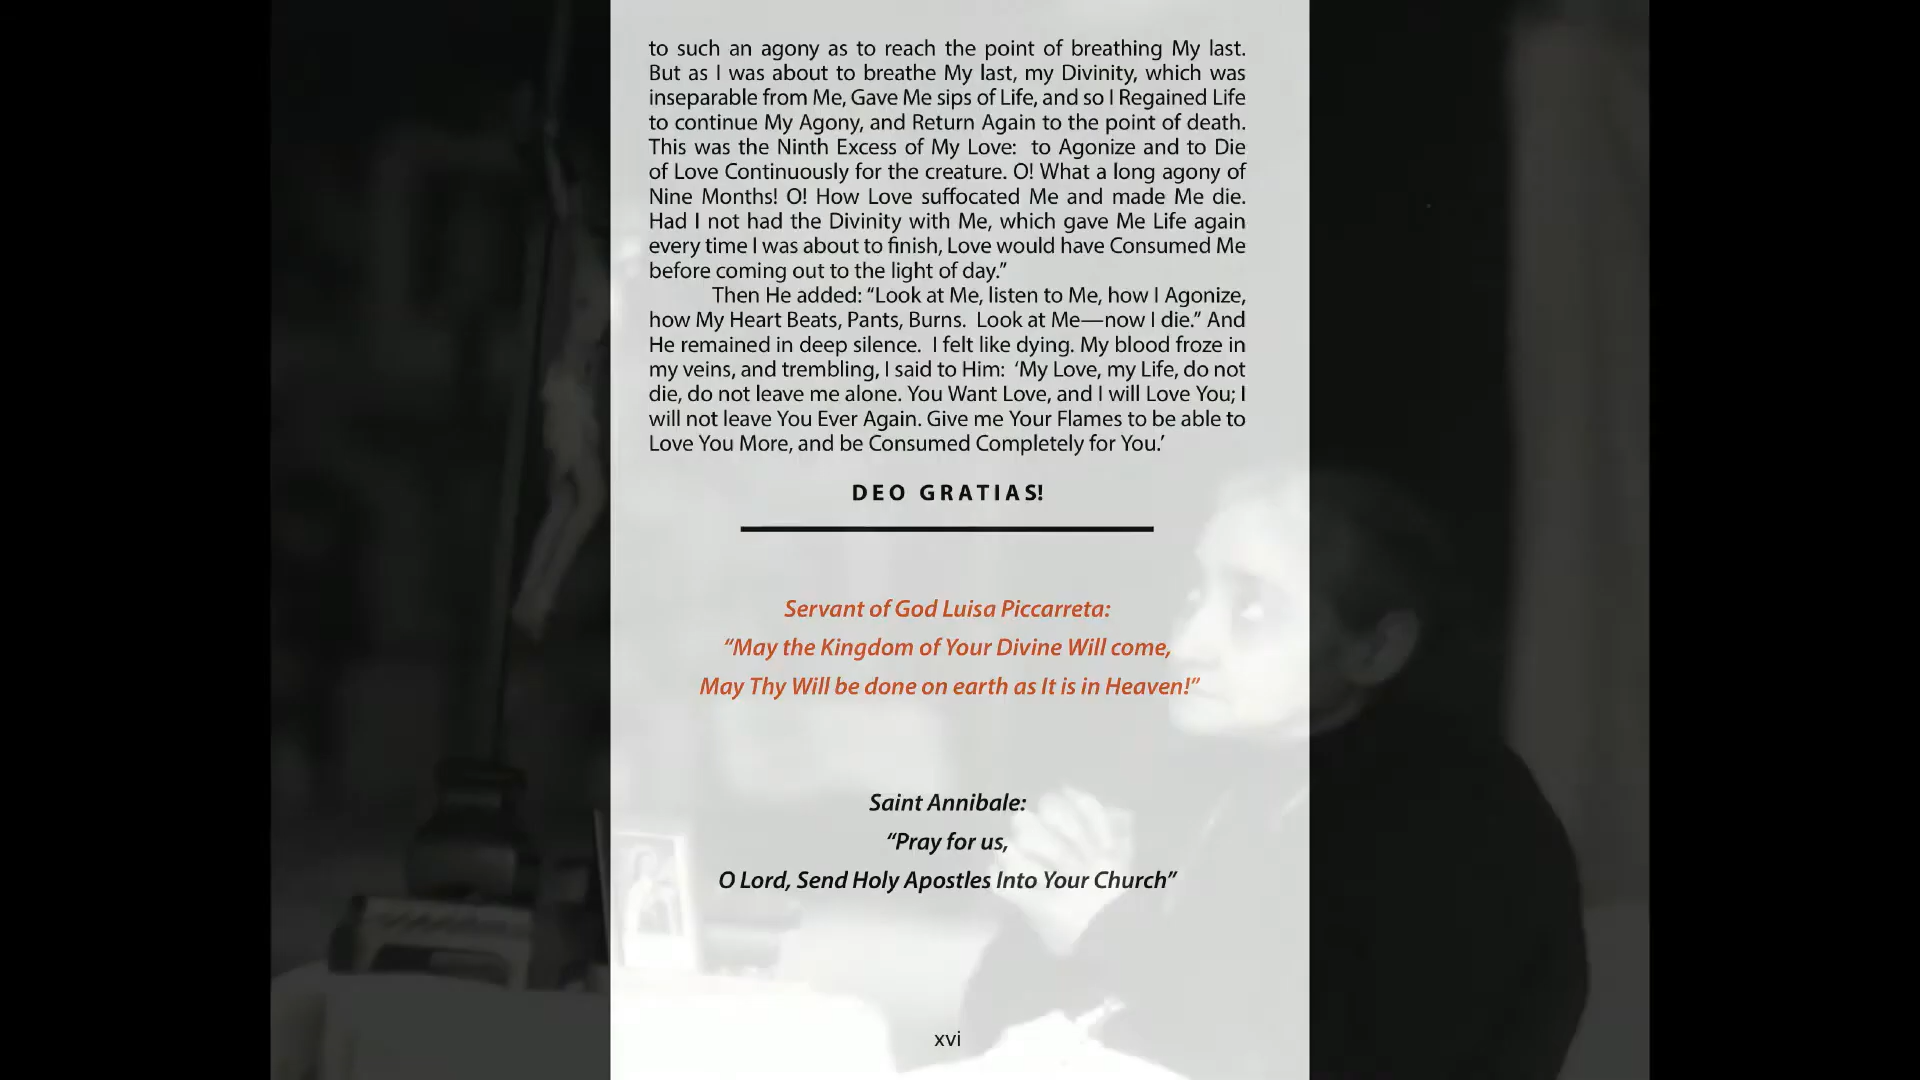 to such an agony as to reach the point of breathing My last.
But as I was about to breathe My last, my Divinity, which was
inseparable from Me, Gave Me sips of Life, and so I Regained Life
to continue My Agony, and Return Again to the point of death.
This was the Ninth Excess of My Love:  to Agonize and to Die
of Love Continuously for the creature. O! What a long agony of
Nine Months! O! How Love suffocated Me and made Me die.
Had I not had the Divinity with Me, which gave Me Life again
every time I was about to finish, Love would have Consumed Me
before coming out to the light of day.”
Then He added: “Look at Me, listen to Me, how I Agonize,
how My Heart Beats, Pants, Burns.  Look at Me—now I die.” And
He remained in deep silence.  I felt like dying. My blood froze in
my veins, and trembling, I said to Him:  ‘My Love, my Life, do not
die, do not leave me alone. You Want Love, and I will Love You; I
will not leave You Ever Again. Give me Your Flames to be able to
Love You More, and be Consumed Completely for You.’
DEO GRATIAS!
Servant of God Luisa Piccarreta:
“May the Kingdom of Your Divine Will come,
May Thy Will be done on earth as It is in Heaven!”
Saint Annibale:
“Pray for us,
O Lord, Send Holy Apostles Into Your Church”
xvi